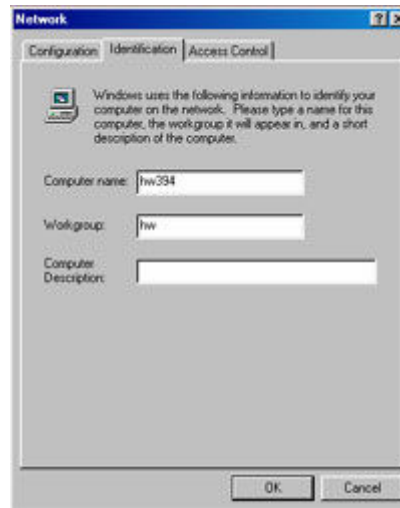 Network
Configuration Identification Access Control
Windows uses the following information to identify your
computer on the network. Please type a name for this
computer, the workgroup it will appear in, and a short
description of the computer.
Computer name: hw394
Workgroup: hw
Computer
Description:
OK Cancel